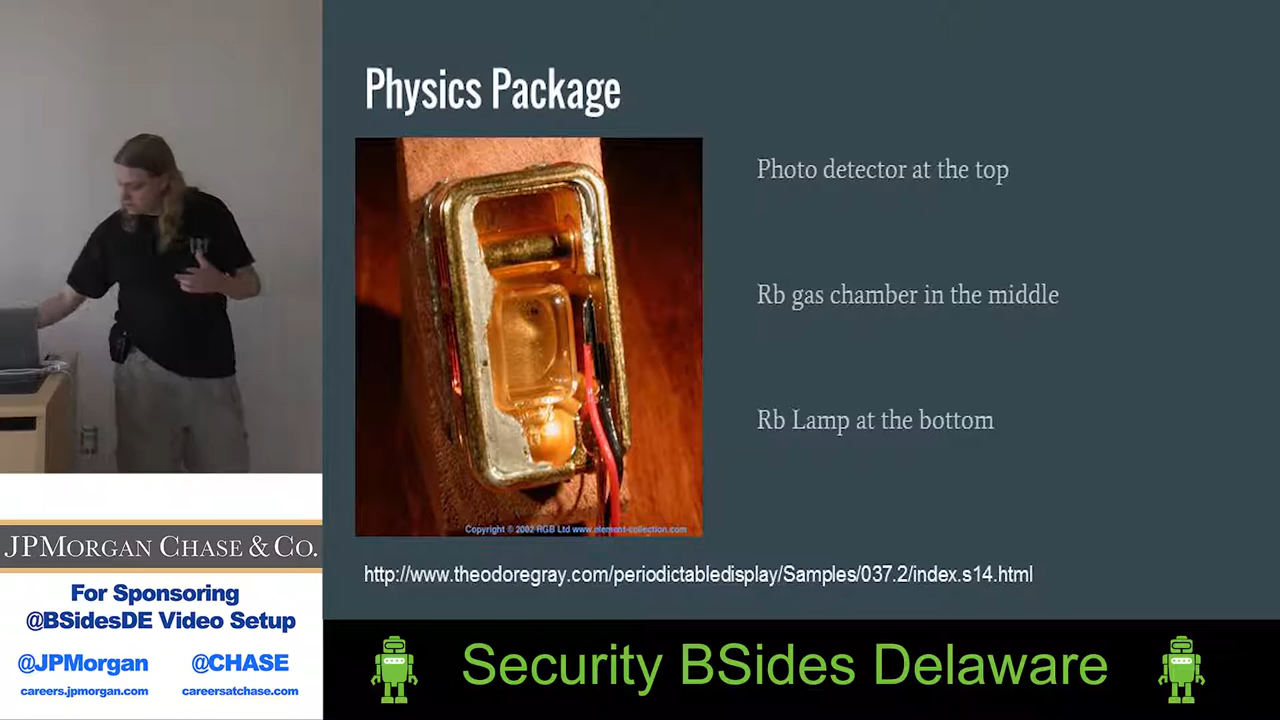 Physics Package
Photo detector at the top
Rb gas chamber in the middle
Rb Lamp at the bottom
Copyright © 2002 RGB Ltd www.element-collection.com
http://www.theodoregray.com/periodictabledisplay/Samples/037.2/index.s14.html
JPMORGAN CHASE & CO.
For Sponsoring
@BSidesDE Video Setup
@JPMorgan @CHASE
careers.jpmorgan.com careersatchase.com
Security BSides Delaware